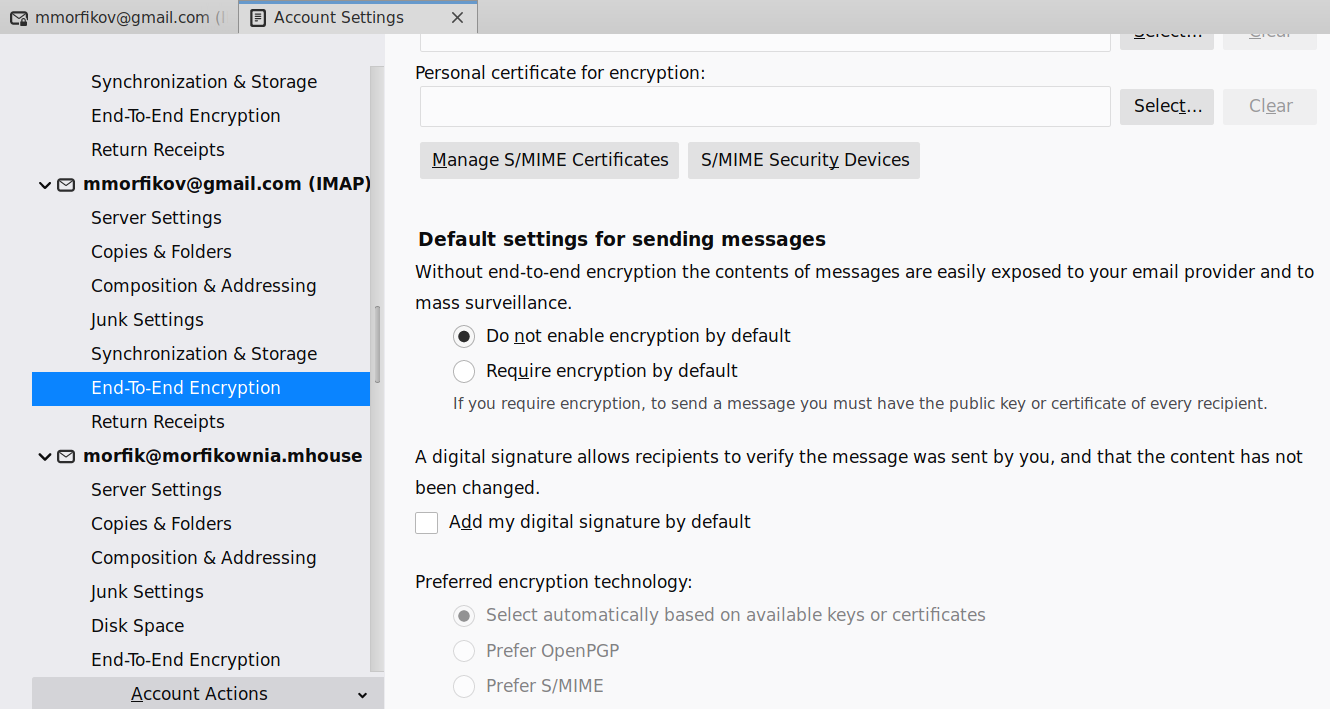 mmorfikov@gmail.com (
Account Settings
Synchronization & Storage
End-To-End Encryption
Return Receipts
mmorfikov@gmail.com (IMAP)
Server Settings
Copies & Folders
Composition & Addressing
Junk Settings
Synchronization & Storage
End-To-End Encryption
Return Receipts
morfik@morfikownia.mhouse
Server Settings
Copies & Folders
Composition & Addressing
Junk Settings
Disk Space
End-To-End Encryption
Account Actions
Select...
Clear
Personal certificate for encryption:
Select...
Clear
Manage S/MIME Certificates
S/MIME Security Devices
Default settings for sending messages
Without end-to-end encryption the contents of messages are easily exposed to your email provider and to
mass surveillance.
Do not enable encryption by default
Require encryption by default
If you require encryption, to send a message you must have the public key or certificate of every recipient.
A digital signature allows recipients to verify the message was sent by you, and that the content has not
been changed.
Add my digital signature by default
Preferred encryption technology:
Select automatically based on available keys or certificates
Prefer OpenPGP
Prefer S/MIME